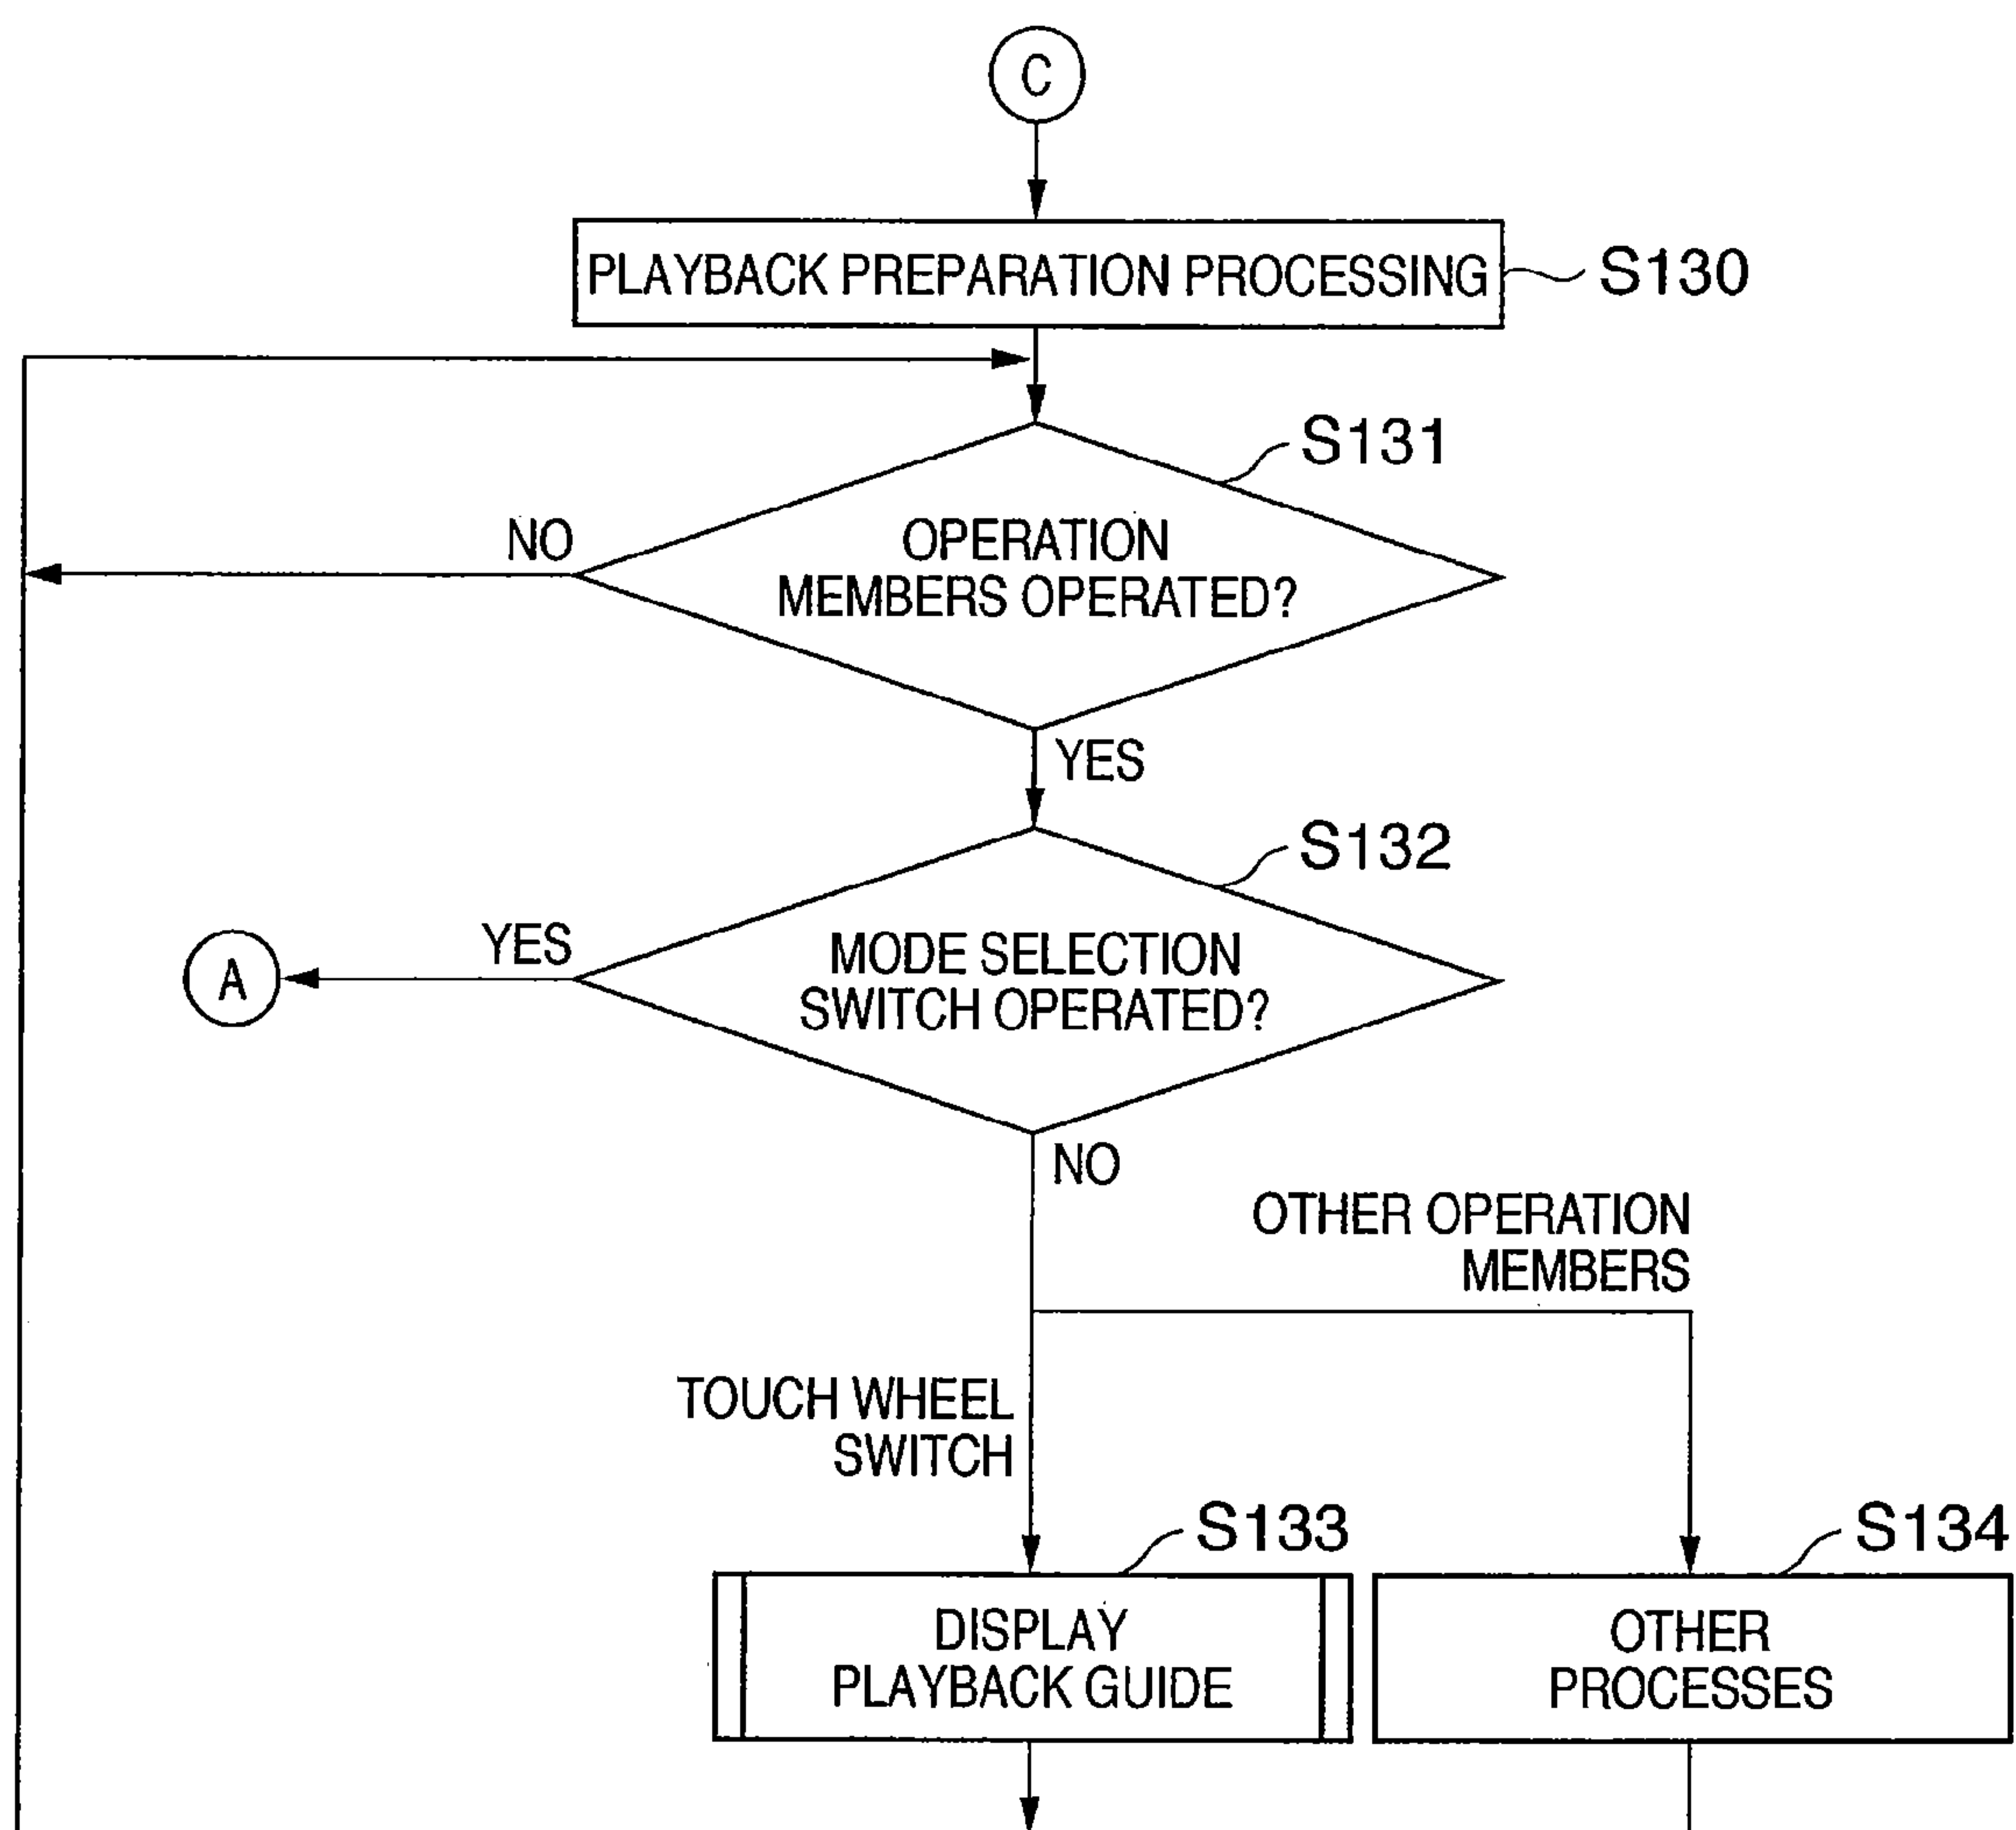 C
PLAYBACK PREPARATION PROCESSING
S130
S131
NO
OPERATION
MEMBERS OPERATED?
YES
S132
YES
A
MODE SELECTION
SWITCH OPERATED?
NO
OTHER OPERATION
MEMBERS
TOUCH WHEEL
SWITCH
S133
S134
DISPLAY
PLAYBACK GUIDE
OTHER
PROCESSES